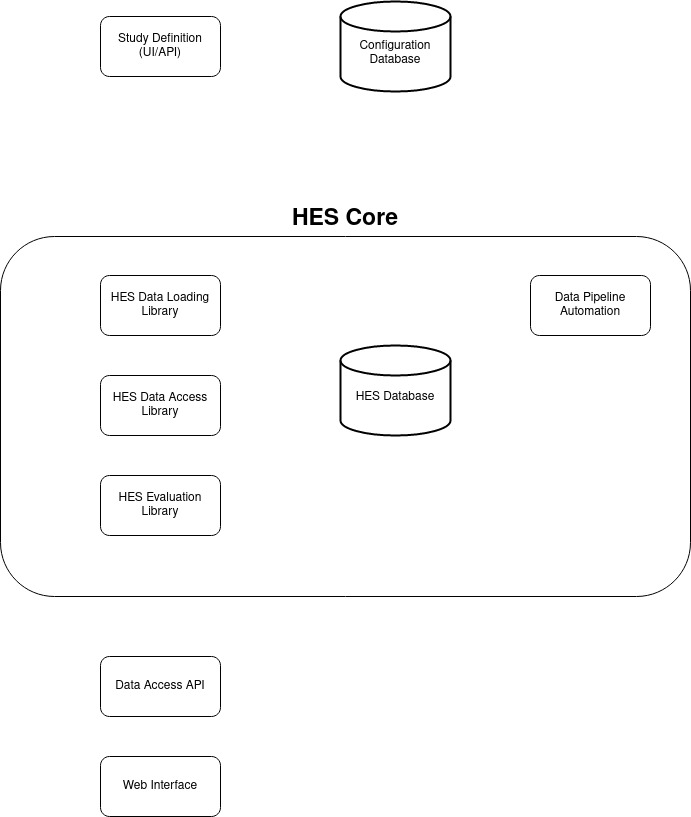 Study Definition
(UI/API)
Configuration
Database
HES Core
HES Data Loading
Library
Data Pipeline
Automation
HES Data Access
Library
HES Database
HES Evaluation
Library
Data Access API
Web Interface